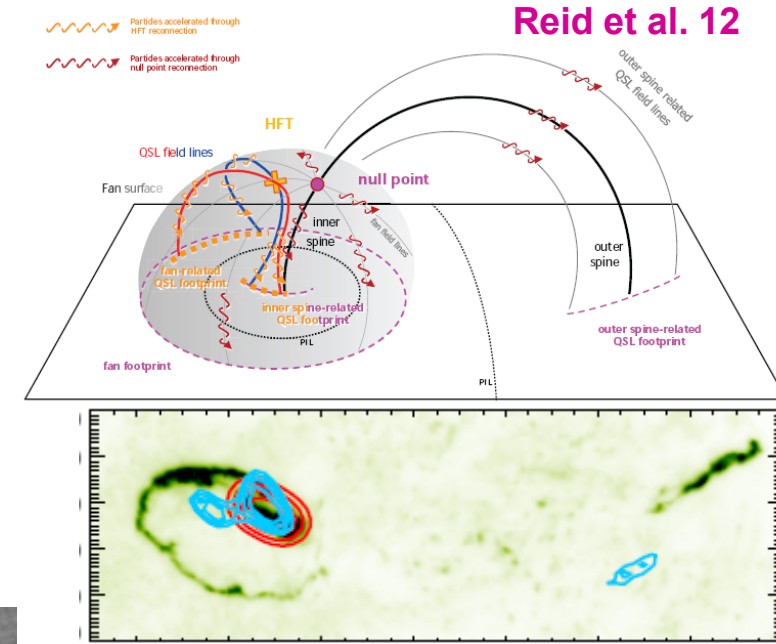 Reid et al. 12
Particles accelerated through
HFT reconnection
Particles accelerated through
null point reconnection
outer spine related
QSL field lines
HFT
QSL field lines
Fan surface
null point
fan field lines
inner
spine
outer
spine
fan-related
QSL footprint
inner spine-related
QSL footprint
outer spine-related
QSL footprint
PIL
fan footprint
PIL